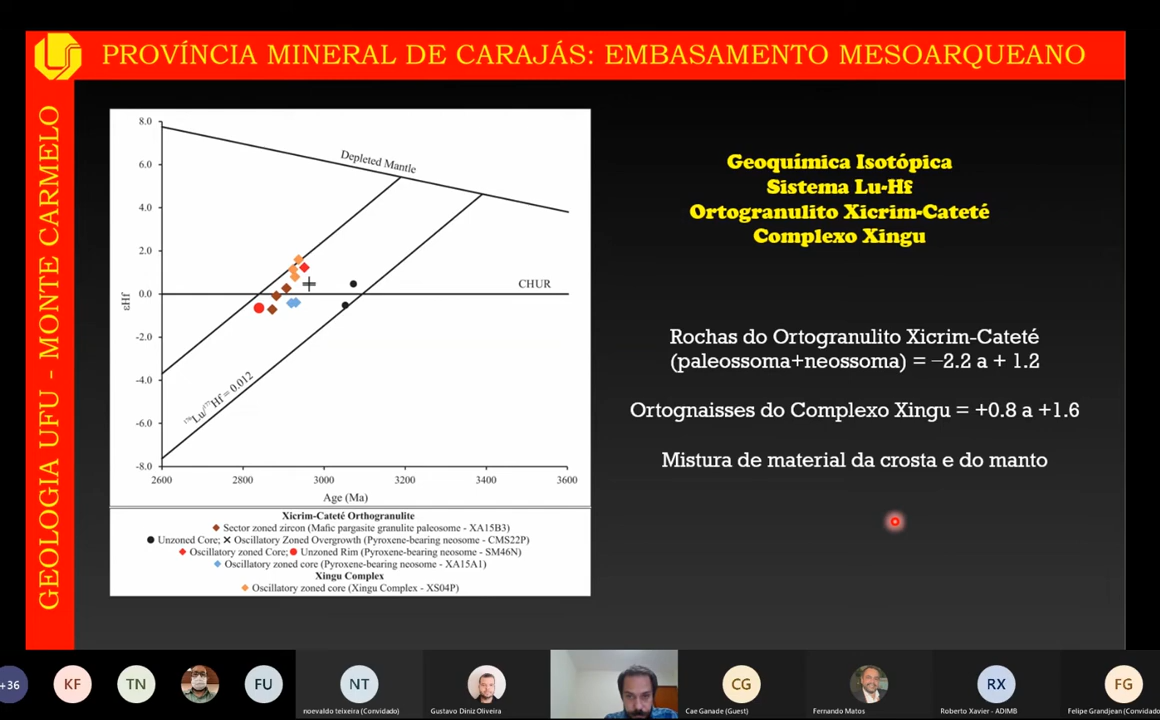 PROVÍNCIA MINERAL DE CARAJÁS: EMBASAMENTO MESOARQUEANO
GEOLOGIA UFU - MONTE CARMELO
8.0
6.0
4.0
2.0
0.0
-2.0
-4.0
-6.0
-8.0
εHf
Depleted Mantle
CHUR
¹⁷⁶Lu/¹⁷⁷Hf = 0.012
2600 2800 3000 3200 3400 3600
Age (Ma)
Xicrim-Cateté Orthogranulite
Sector zoned zircon (Mafic pargasite granulite paleosome - XA15B3)
Unzoned Core; Oscillatory Zoned Overgrowth (Pyroxene-bearing neosome - CMS22P)
Oscillatory zoned Core; Unzoned Rim (Pyroxene-bearing neosome - SM46N)
Oscillatory zoned core (Pyroxene-bearing neosome - XA15A1)
Xingu Complex
Oscillatory zoned core (Xingu Complex - XS04P)
Geoquímica Isotópica
Sistema Lu-Hf
Ortogranulito Xicrim-Cateté
Complexo Xingu
Rochas do Ortogranulito Xicrim-Cateté
(paleossoma+neossoma) = –2.2 a + 1.2
Ortognaisses do Complexo Xingu = +0.8 a +1.6
Mistura de material da crosta e do manto
+36
KF
TN
FU
NT
CG
RX
FG
noevaldo teixeira (Convidado)
Gustavo Diniz Oliveira
Cae Ganade (Guest)
Fernando Matos
Roberto Xavier - ADIMB
Felipe Grandjean (Convidado)